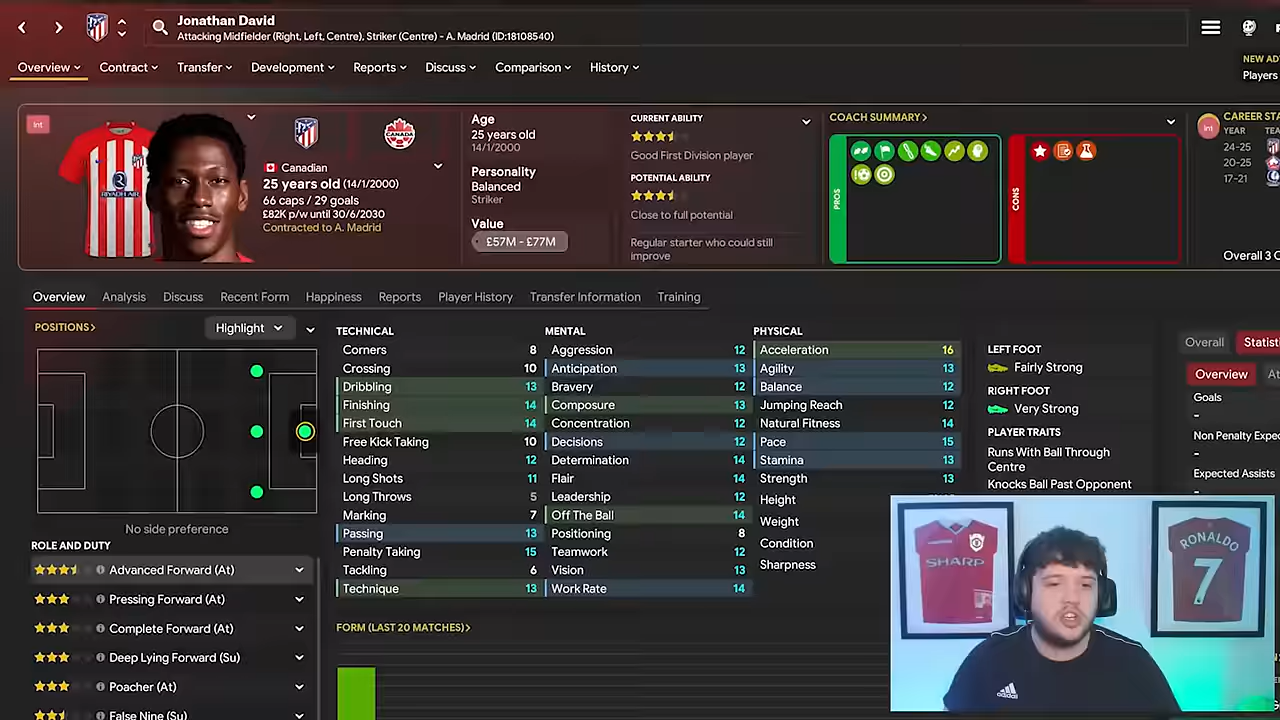 Jonathan David
Attacking Midfielder (Right, Left, Centre), Striker (Centre) - A. Madrid (ID:18108540)
Overview
Contract
Transfer
Development
Reports
Discuss
Comparison
History
Players
Int
RIYADH AIR
Canadian
25 years old (14/1/2000)
66 caps / 29 goals
£82K p/w until 30/6/2030
Contracted to A. Madrid
Age
25 years old
14/1/2000
Personality
Balanced
Striker
Value
£57M - £77M
CURRENT ABILITY
Good First Division player
POTENTIAL ABILITY
Close to full potential
Regular starter who could still
improve
COACH SUMMARY>
PROS
CONS
Int
CAREER STA
YEAR
24-25
20-25
17-21
Overall 3
Overview
Analysis
Discuss
Recent Form
Happiness
Reports
Player History
Transfer Information
Training
POSITIONS>
Highlight
No side preference
ROLE AND DUTY
Advanced Forward (At)
Pressing Forward (At)
Complete Forward (At)
Deep Lying Forward (Su)
Poacher (At)
False Nine (Su)
TECHNICAL
Corners 8
Crossing 10
Dribbling 13
Finishing 14
First Touch 14
Free Kick Taking 10
Heading 12
Long Shots 11
Long Throws 5
Marking 7
Passing 13
Penalty Taking 15
Tackling 6
Technique 13
MENTAL
Aggression 12
Anticipation 13
Bravery 12
Composure 13
Concentration 12
Decisions 12
Determination 14
Flair 14
Leadership 12
Off The Ball 14
Positioning 8
Teamwork 12
Vision 13
Work Rate 14
PHYSICAL
Acceleration 16
Agility 13
Balance 12
Jumping Reach 12
Natural Fitness 14
Pace 15
Stamina 13
Strength 13
Height
Weight
Condition
Sharpness
LEFT FOOT
Fairly Strong
RIGHT FOOT
Very Strong
PLAYER TRAITS
Runs With Ball Through
Centre
Knocks Ball Past Opponent
Overall
Statisti
Overview
Goals
-
Non Penalty Expec
-
Expected Assists
-
FORM (LAST 20 MATCHES)>
SHARP
RONALDO
7
adidas